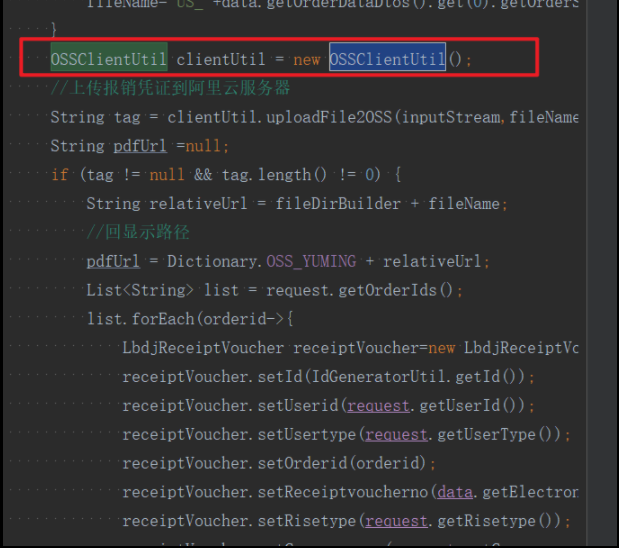 fileName="US_"+data.getOrderDataDtos().get(0).getOrderS
}
OSSClientUtil clientUtil = new OSSClientUtil();
//上传报销凭证到阿里云服务器
String tag = clientUtil.uploadFile2OSS(inputStream,fileName
String pdfUrl =null;
if (tag != null && tag.length() != 0) {
String relativeUrl = fileDirBuilder + fileName;
//回显示路径
pdfUrl = Dictionary.OSS_YUMING + relativeUrl;
List<String> list = request.getOrderIds();
list.forEach(orderid->{
LbdjReceiptVoucher receiptVoucher=new LbdjReceiptVo
receiptVoucher.setId(IdGeneratorUtil.getId());
receiptVoucher.setUserid(request.getUserId());
receiptVoucher.setUsertype(request.getUserType());
receiptVoucher.setOrderid(orderid);
receiptVoucher.setReceiptvoucherno(data.getElectron
receiptVoucher.setRisetype(request.getRisetype());